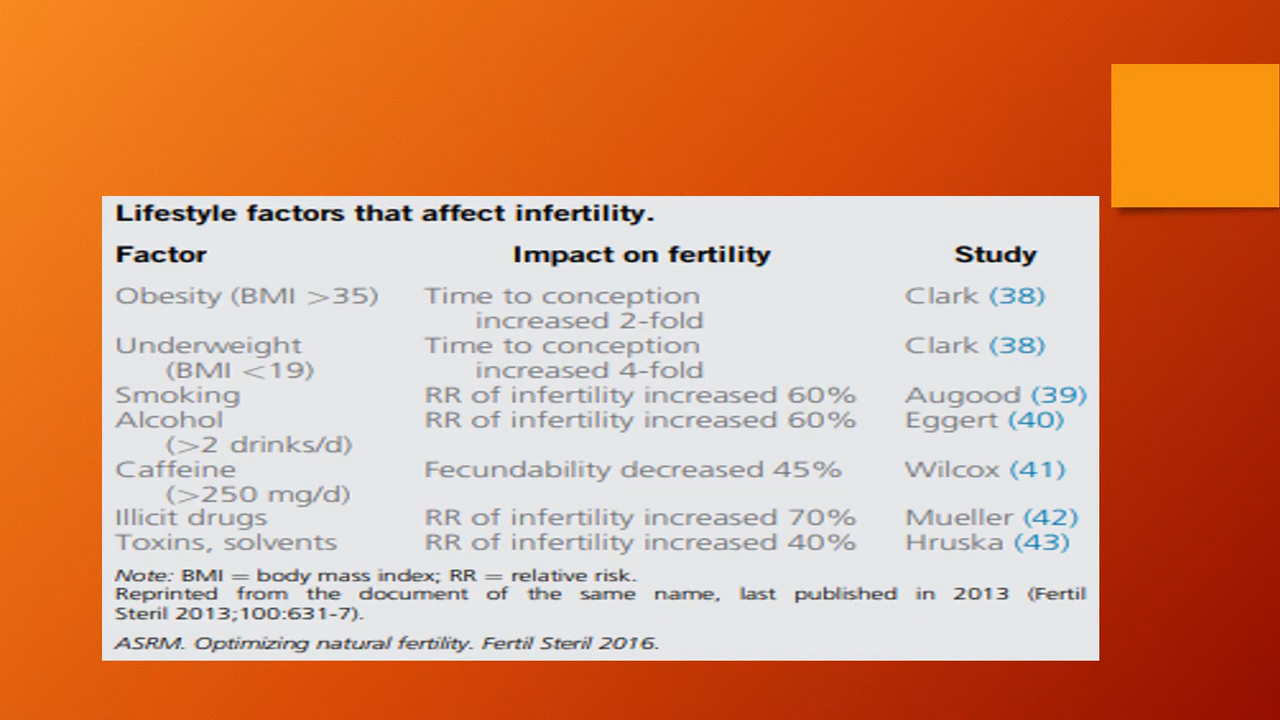 Lifestyle factors that affect infertility.
Factor Impact on fertility Study
Obesity (BMI >35) Time to conception Clark (38)
increased 2-fold
Underweight Time to conception Clark (38)
(BMI <19) increased 4-fold
Smoking RR of infertility increased 60% Augood (39)
Alcohol RR of infertility increased 60% Eggert (40)
(>2 drinks/d)
Caffeine Fecundability decreased 45% Wilcox (41)
(>250 mg/d)
Illicit drugs RR of infertility increased 70% Mueller (42)
Toxins, solvents RR of infertility increased 40% Hruska (43)
Note: BMI = body mass index; RR = relative risk.
Reprinted from the document of the same name, last published in 2013 (Fertil
Steril 2013;100:631-7).
ASRM. Optimizing natural fertility. Fertil Steril 2016.